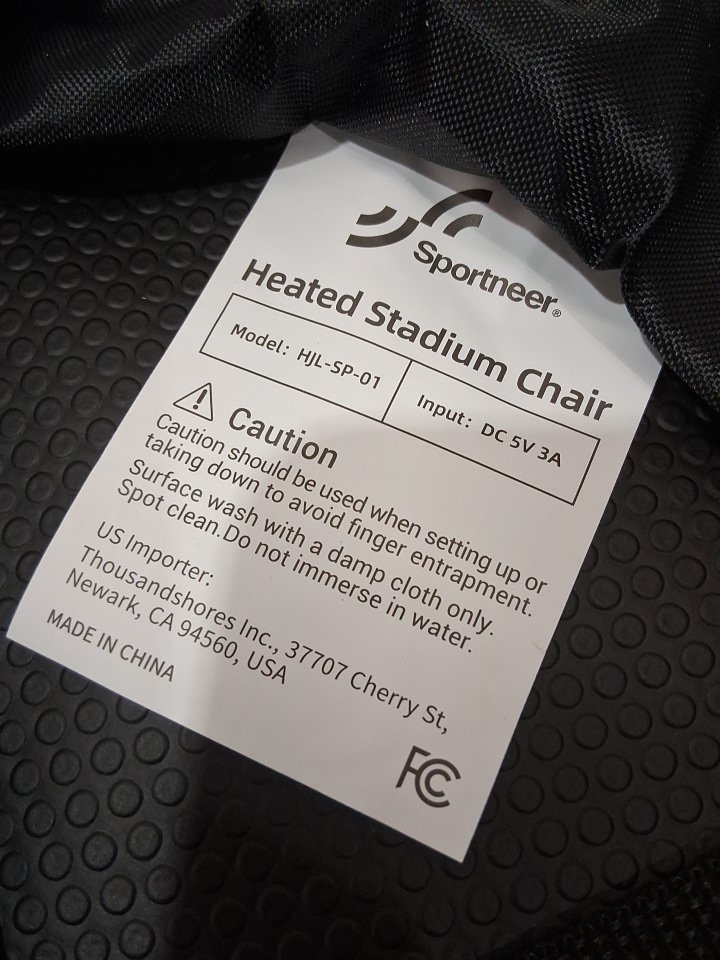 Sportneer®
Heated Stadium Chair
Model: HJL-SP-01
Input: DC 5V 3A
Caution
Caution should be used when setting up or
taking down to avoid finger entrapment.
Surface wash with a damp cloth only.
Spot clean.Do not immerse in water.
US Importer:
Thousandshores Inc., 37707 Cherry St,
Newark, CA 94560, USA
MADE IN CHINA
FC